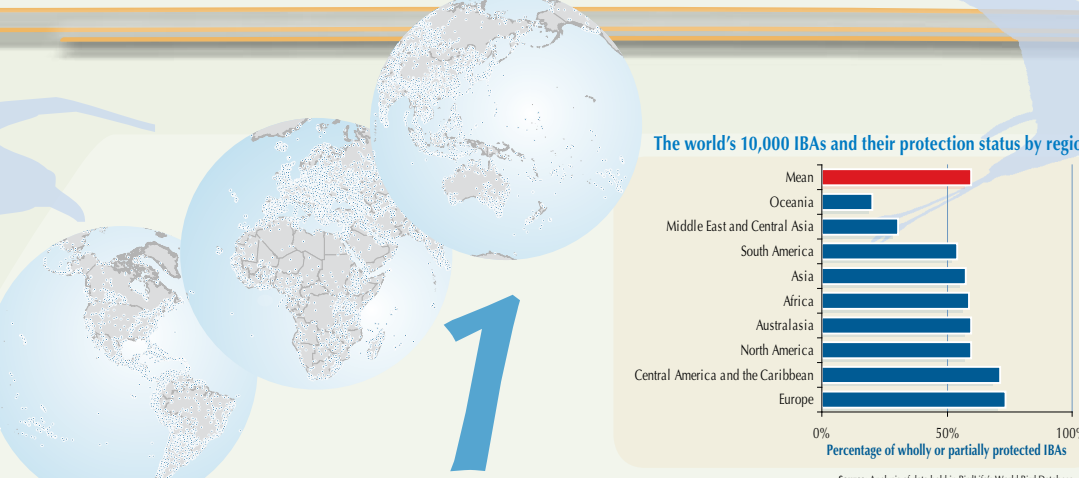 The world's 10,000 IBAs and their protection status by regio
Mean
Oceania
Middle East and Central Asia
South America
Asia
Africa
Australasia
North America
Central America and the Caribbean
Europe
0% 50% 100%
Percentage of wholly or partially protected IBAs
1